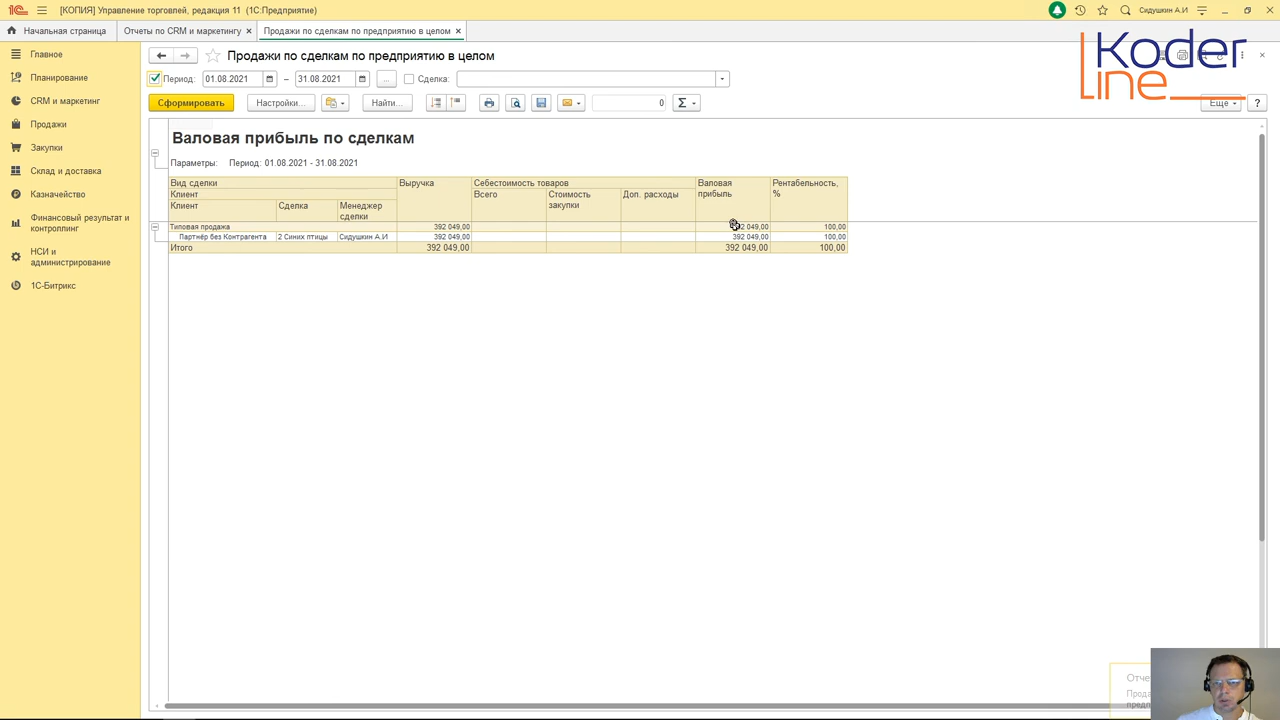 [КОПИЯ] Управление торговлей, редакция 11 (1С:Предприятие)
Сидушкин А.И
Начальная страница
Отчеты по CRM и маркетингу
Продажи по сделкам по предприятию в целом
Koder
line
Главное
Планирование
CRM и маркетинг
Продажи
Закупки
Склад и доставка
Казначейство
Финансовый результат и
контроллинг
НСИ и
администрирование
1С-Битрикс
Продажи по сделкам по предприятию в целом
Период: 01.08.2021 – 31.08.2021 ... Сделка:
Сформировать Настройки... Найти... 0 Σ Еще ?
Валовая прибыль по сделкам
Параметры: Период: 01.08.2021 - 31.08.2021
Вид сделки Выручка Себестоимость товаров Валовая прибыль Рентабельность, %
Клиент Всего Стоимость закупки Доп. расходы
Клиент Сделка Менеджер сделки
Типовая продажа 392 049,00 100,00
Партнёр без Контрагента 2 Синих птицы Сидушкин А.И 392 049,00 392 049,00 100,00
Итого 392 049,00 392 049,00 100,00